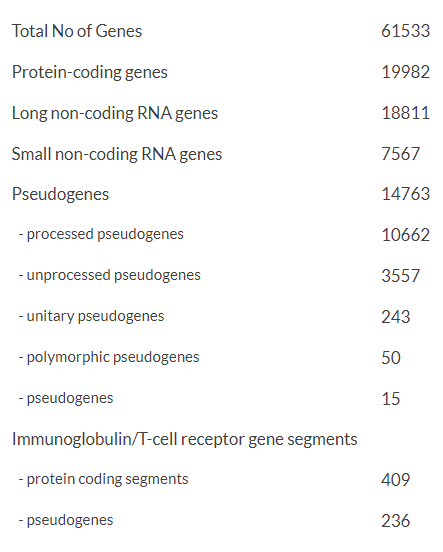 Total No of Genes 61533
Protein-coding genes 19982
Long non-coding RNA genes 18811
Small non-coding RNA genes 7567
Pseudogenes 14763
- processed pseudogenes 10662
- unprocessed pseudogenes 3557
- unitary pseudogenes 243
- polymorphic pseudogenes 50
- pseudogenes 15
Immunoglobulin/T-cell receptor gene segments
- protein coding segments 409
- pseudogenes 236